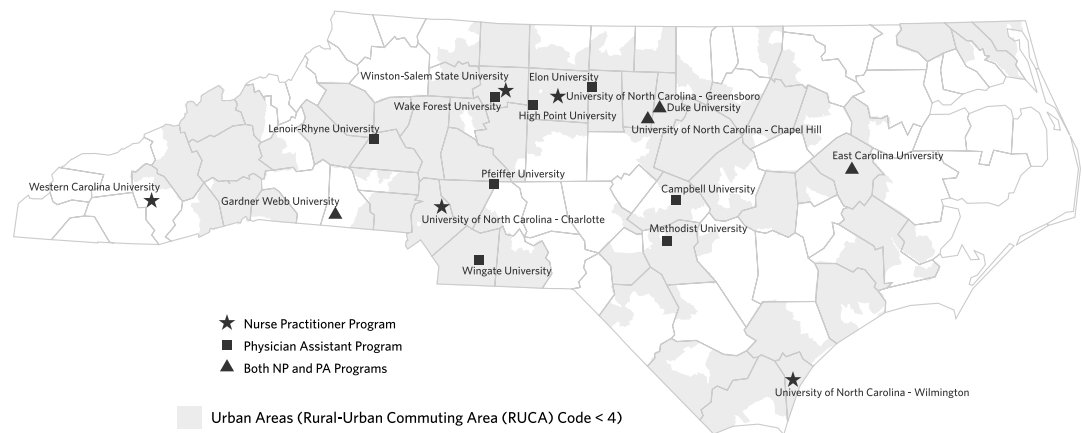 Winston-Salem State University
Elon University
University of North Carolina - Greensboro
Wake Forest University
Duke University
High Point University
Lenoir-Rhyne University
University of North Carolina - Chapel Hill
East Carolina University
Pfeiffer University
Western Carolina University
Campbell University
Gardner Webb University
University of North Carolina - Charlotte
Methodist University
Wingate University
Nurse Practitioner Program
Physician Assistant Program
Both NP and PA Programs
University of North Carolina - Wilmington
Urban Areas (Rural-Urban Commuting Area (RUCA) Code < 4)